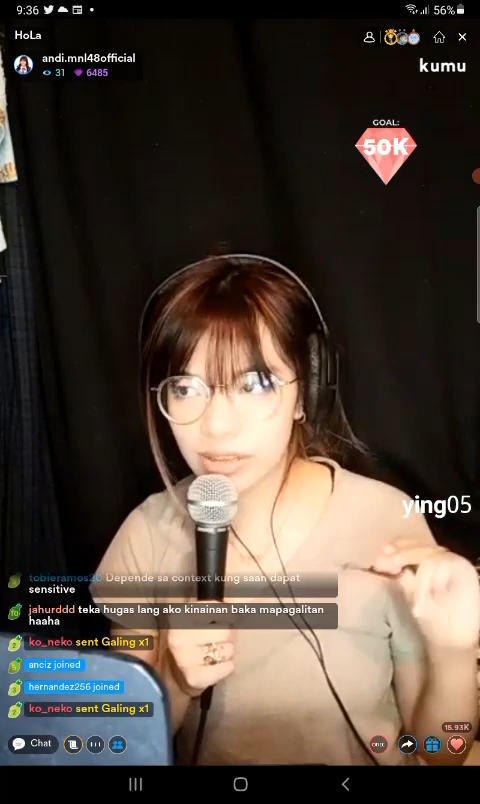 9:36
56%
HoLa
andi.mnl48official
31 6485
kumu
GOAL:
50K
ying05
tobieramos20 Depende sa context kung saan dapat
sensitive
jahurddd teka hugas lang ako kinainan baka mapagalitan
haaha
ko_neko sent Galing x1
anciz joined
hernandez256 joined
ko_neko sent Galing x1
15.93K
Chat